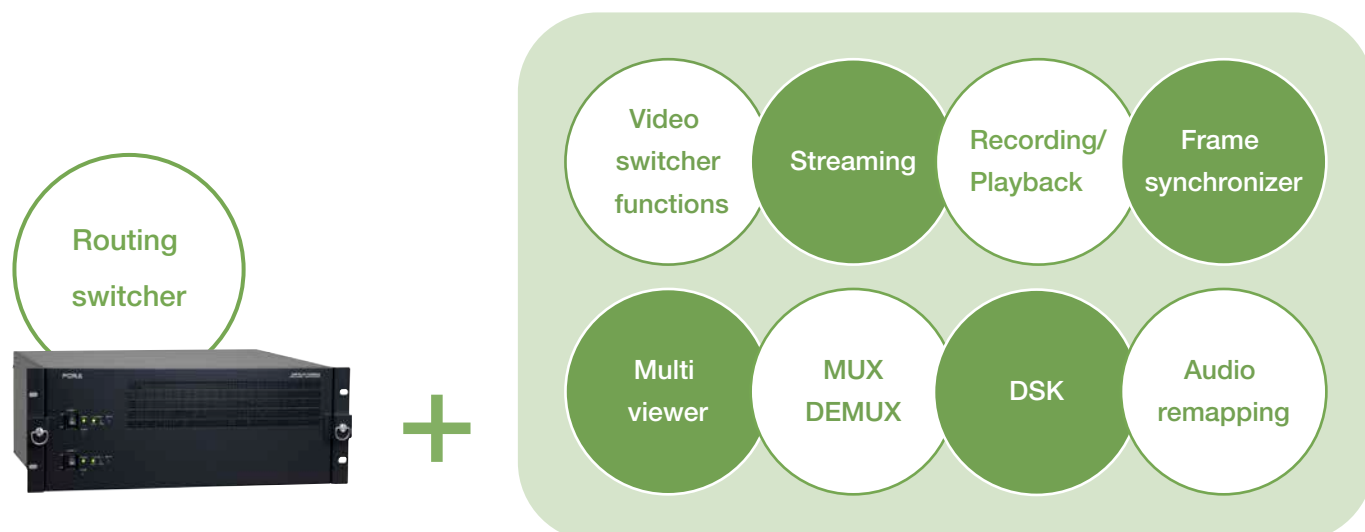 Video
switcher
functions
Streaming
Recording/
Playback
Frame
synchronizer
Routing
switcher
FOR.A
+
Multi
viewer
MUX
DEMUX
DSK
Audio
remapping